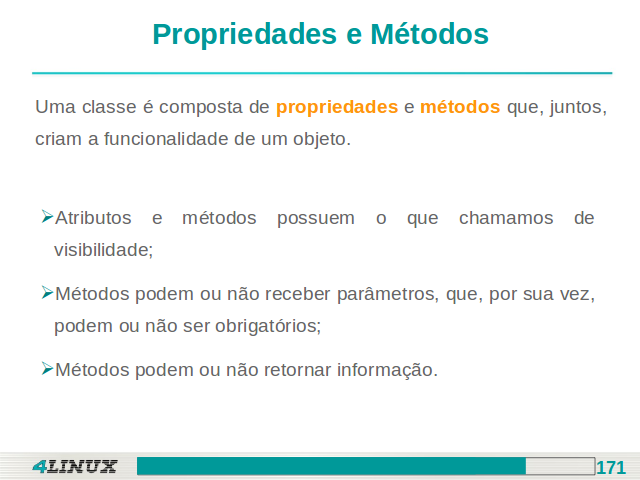 Propriedades e Métodos
Uma classe é composta de propriedades e métodos que, juntos,
criam a funcionalidade de um objeto.
Atributos e métodos possuem o que chamamos de
visibilidade;
Métodos podem ou não receber parâmetros, que, por sua vez,
podem ou não ser obrigatórios;
Métodos podem ou não retornar informação.
4LINUX
171